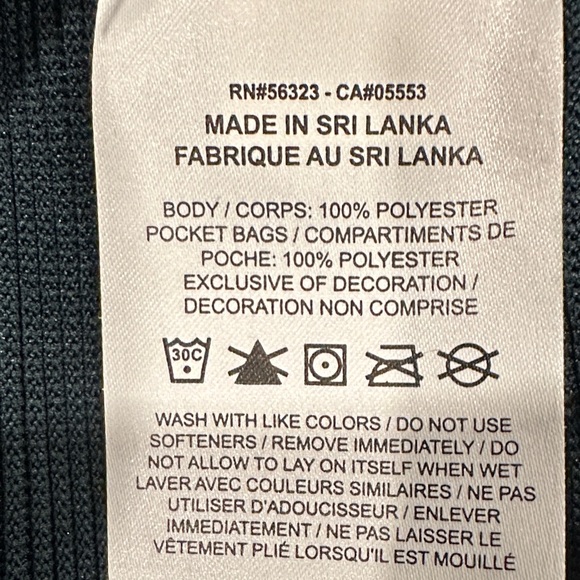 RN#56323 - CA#05553
MADE IN SRI LANKA
FABRIQUE AU SRI LANKA
BODY / CORPS: 100% POLYESTER
POCKET BAGS / COMPARTIMENTS DE
POCHE: 100% POLYESTER
EXCLUSIVE OF DECORATION /
DECORATION NON COMPRISE
30C
WASH WITH LIKE COLORS / DO NOT USE
SOFTENERS / REMOVE IMMEDIATELY / DO
NOT ALLOW TO LAY ON ITSELF WHEN WET
LAVER AVEC COULEURS SIMILAIRES / NE PAS
UTILISER D'ADOUCISSEUR / ENLEVER
IMMEDIATEMENT / NE PAS LAISSER LE
VÊTEMENT PLIÉ LORSQU'IL EST MOUILLÉ